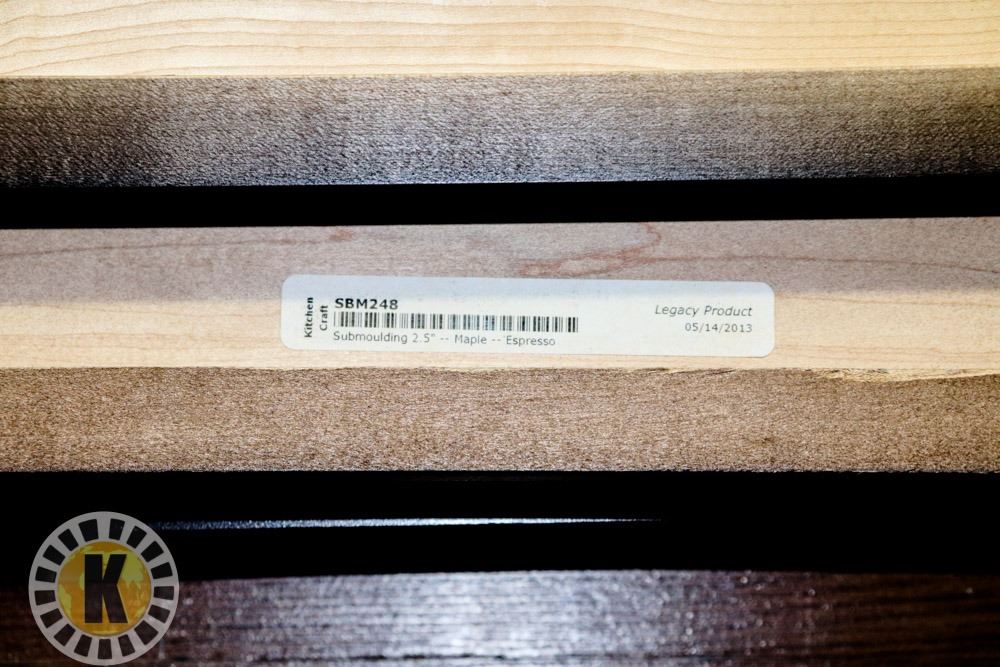 Kitchen
Craft
SBM248
Submoulding 2.5" -- Maple -- Espresso
Legacy Product
05/14/2013
K